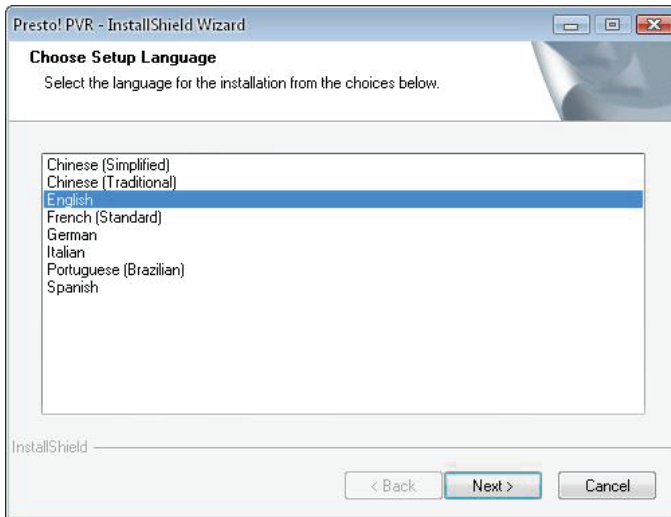 Presto! PVR - InstallShield Wizard
Choose Setup Language
Select the language for the installation from the choices below.
Chinese (Simplified)
Chinese (Traditional)
English
French (Standard)
German
Italian
Portuguese (Brazilian)
Spanish
InstallShield
< Back Next > Cancel